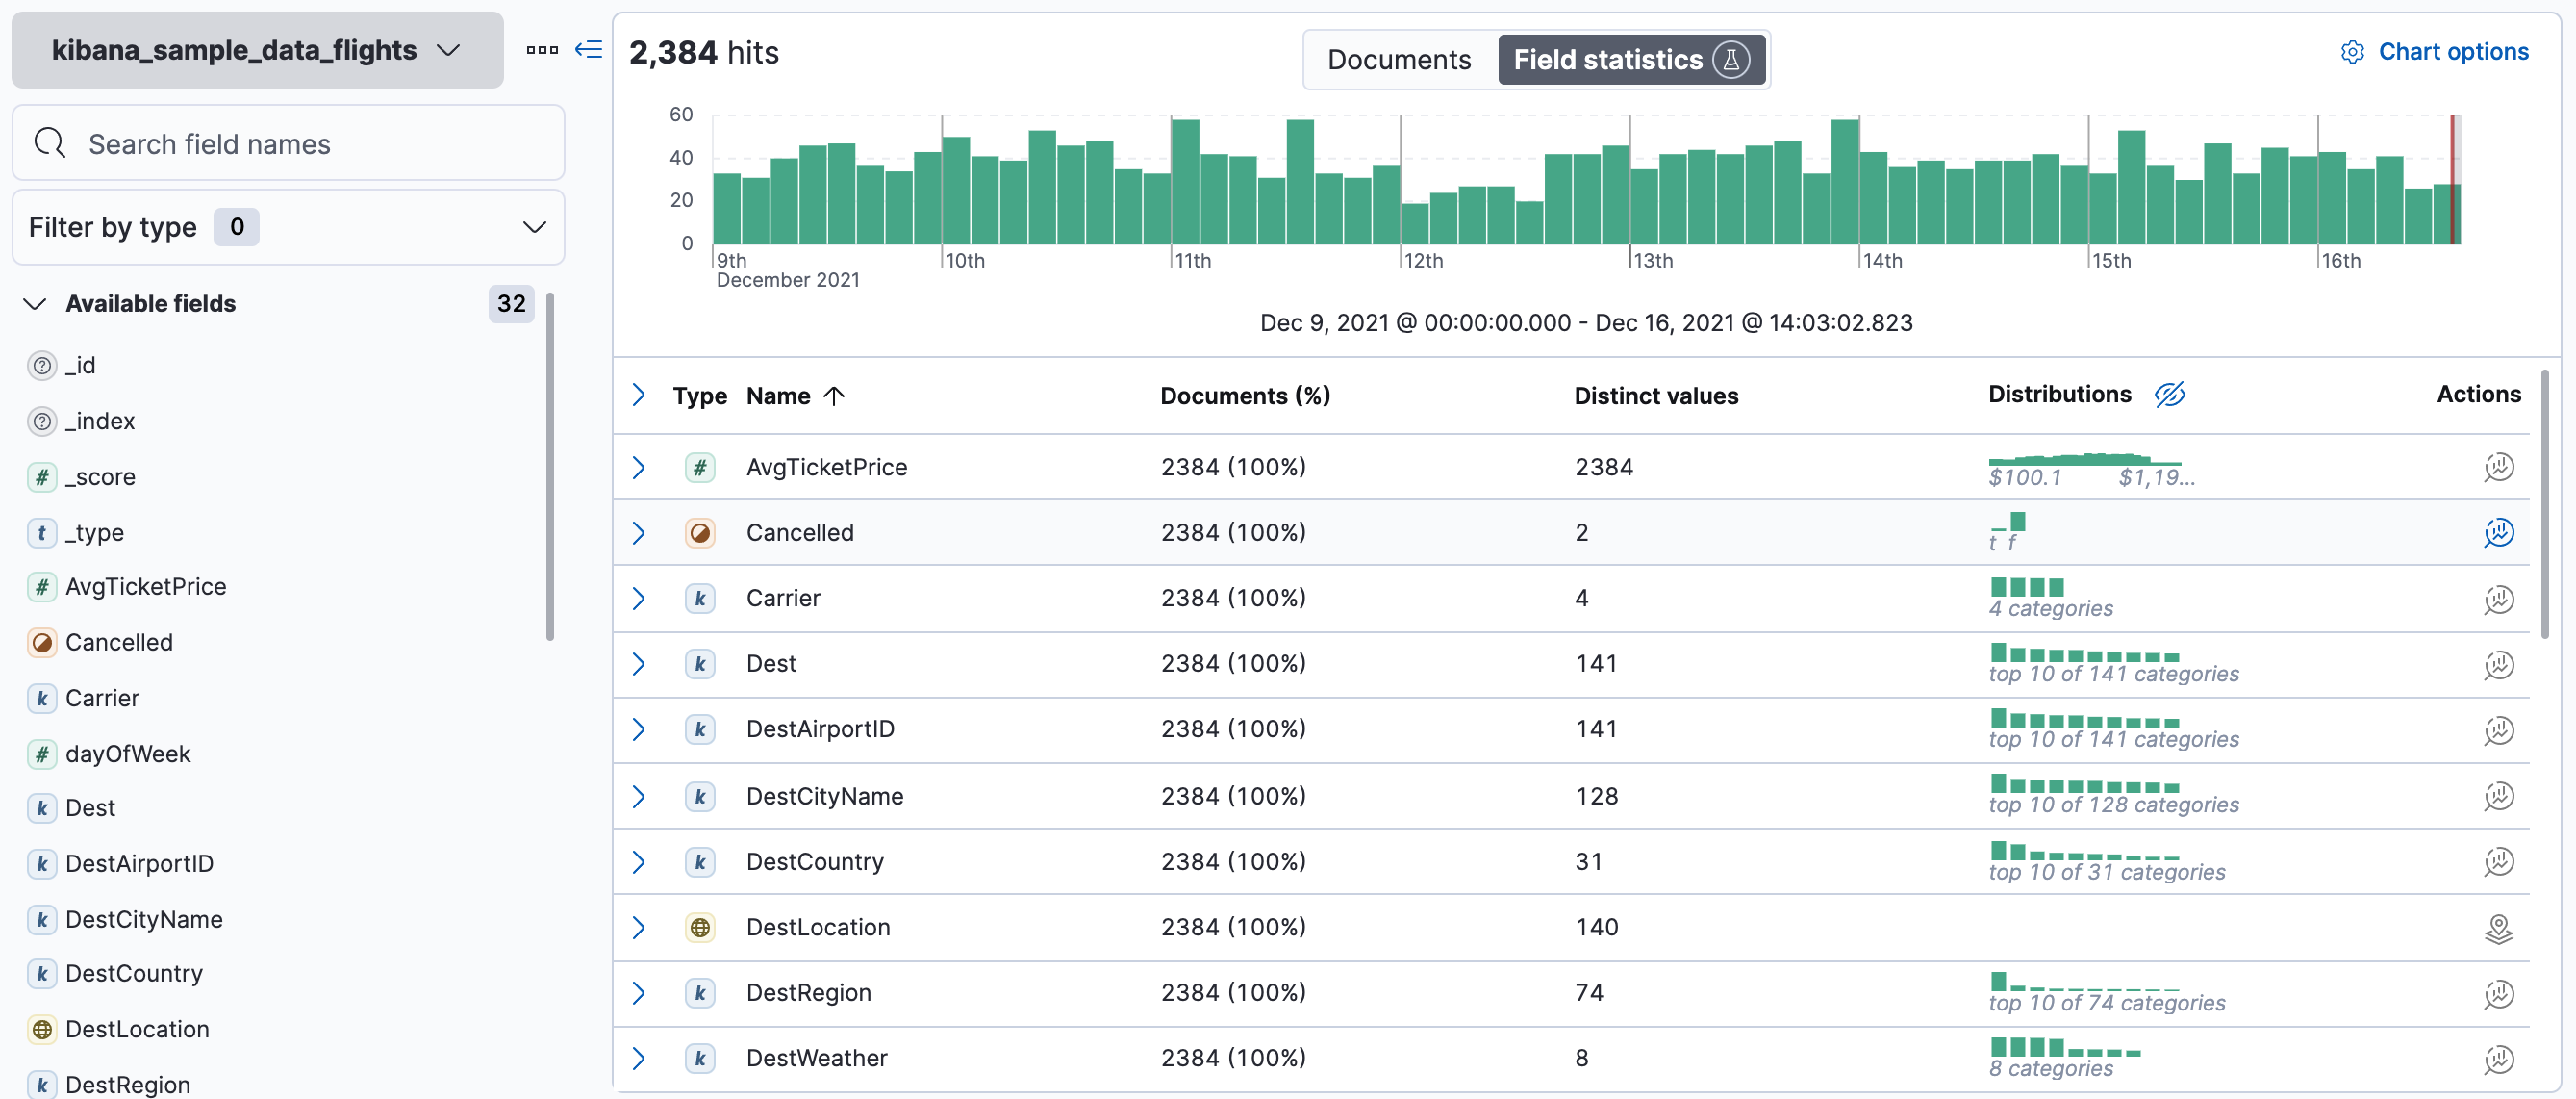 kibana_sample_data_flights
Search field names
Filter by type 0
Available fields 32
_id
_index
# _score
t _type
# AvgTicketPrice
Cancelled
k Carrier
# dayOfWeek
k Dest
k DestAirportID
k DestCityName
k DestCountry
DestLocation
k DestRegion
2,384 hits
Documents Field statistics
Chart options
60
40
20
0
9th 10th 11th 12th 13th 14th 15th 16th
December 2021
Dec 9, 2021 @ 00:00:00.000 - Dec 16, 2021 @ 14:03:02.823
Type Name Documents (%) Distinct values Distributions Actions
# AvgTicketPrice 2384 (100%) 2384
$100.1 $1,19...
Cancelled 2384 (100%) 2
t f
k Carrier 2384 (100%) 4
4 categories
k Dest 2384 (100%) 141
top 10 of 141 categories
k DestAirportID 2384 (100%) 141
top 10 of 141 categories
k DestCityName 2384 (100%) 128
top 10 of 128 categories
k DestCountry 2384 (100%) 31
top 10 of 31 categories
DestLocation 2384 (100%) 140
k DestRegion 2384 (100%) 74
top 10 of 74 categories
k DestWeather 2384 (100%) 8
8 categories